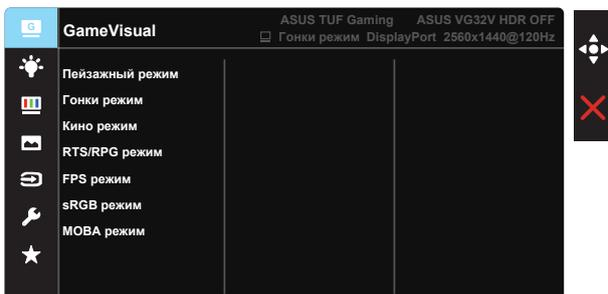 G
GameVisual
ASUS TUF Gaming ASUS VG32V HDR OFF
Гонки режим DisplayPort 2560x1440@120Hz
Пейзажный режим
Гонки режим
Кино режим
RTS/RPG режим
FPS режим
sRGB режим
MOBA режим